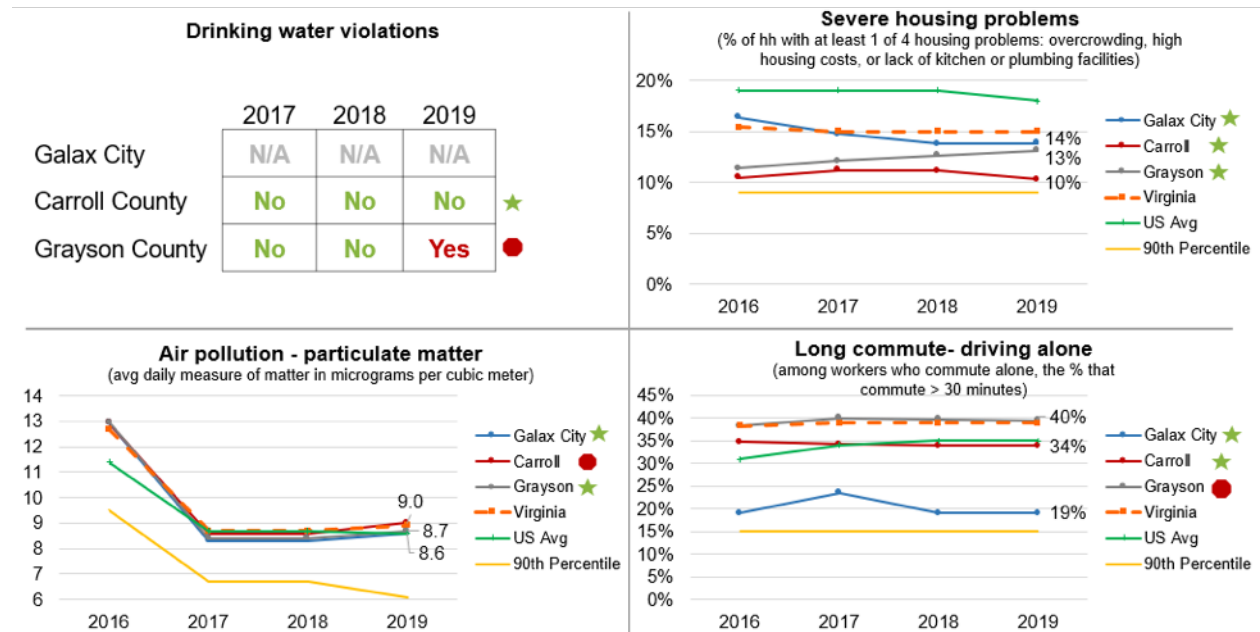 Drinking water violations
2017 2018 2019
Galax City N/A N/A N/A
Carroll County No No No
Grayson County No No Yes
Severe housing problems
(% of hh with at least 1 of 4 housing problems: overcrowding, high
housing costs, or lack of kitchen or plumbing facilities)
20%
15%
10%
5%
0%
2016 2017 2018 2019
14%
13%
10%
Galax City
Carroll
Grayson
Virginia
US Avg
90th Percentile
Air pollution - particulate matter
(avg daily measure of matter in micrograms per cubic meter)
14
13
12
11
10
9
8
7
6
2016 2017 2018 2019
9.0
8.7
8.6
Galax City
Carroll
Grayson
Virginia
US Avg
90th Percentile
Long commute- driving alone
(among workers who commute alone, the % that
commute > 30 minutes)
45%
40%
35%
30%
25%
20%
15%
10%
5%
0%
2016 2017 2018 2019
40%
34%
19%
Galax City
Carroll
Grayson
Virginia
US Avg
90th Percentile